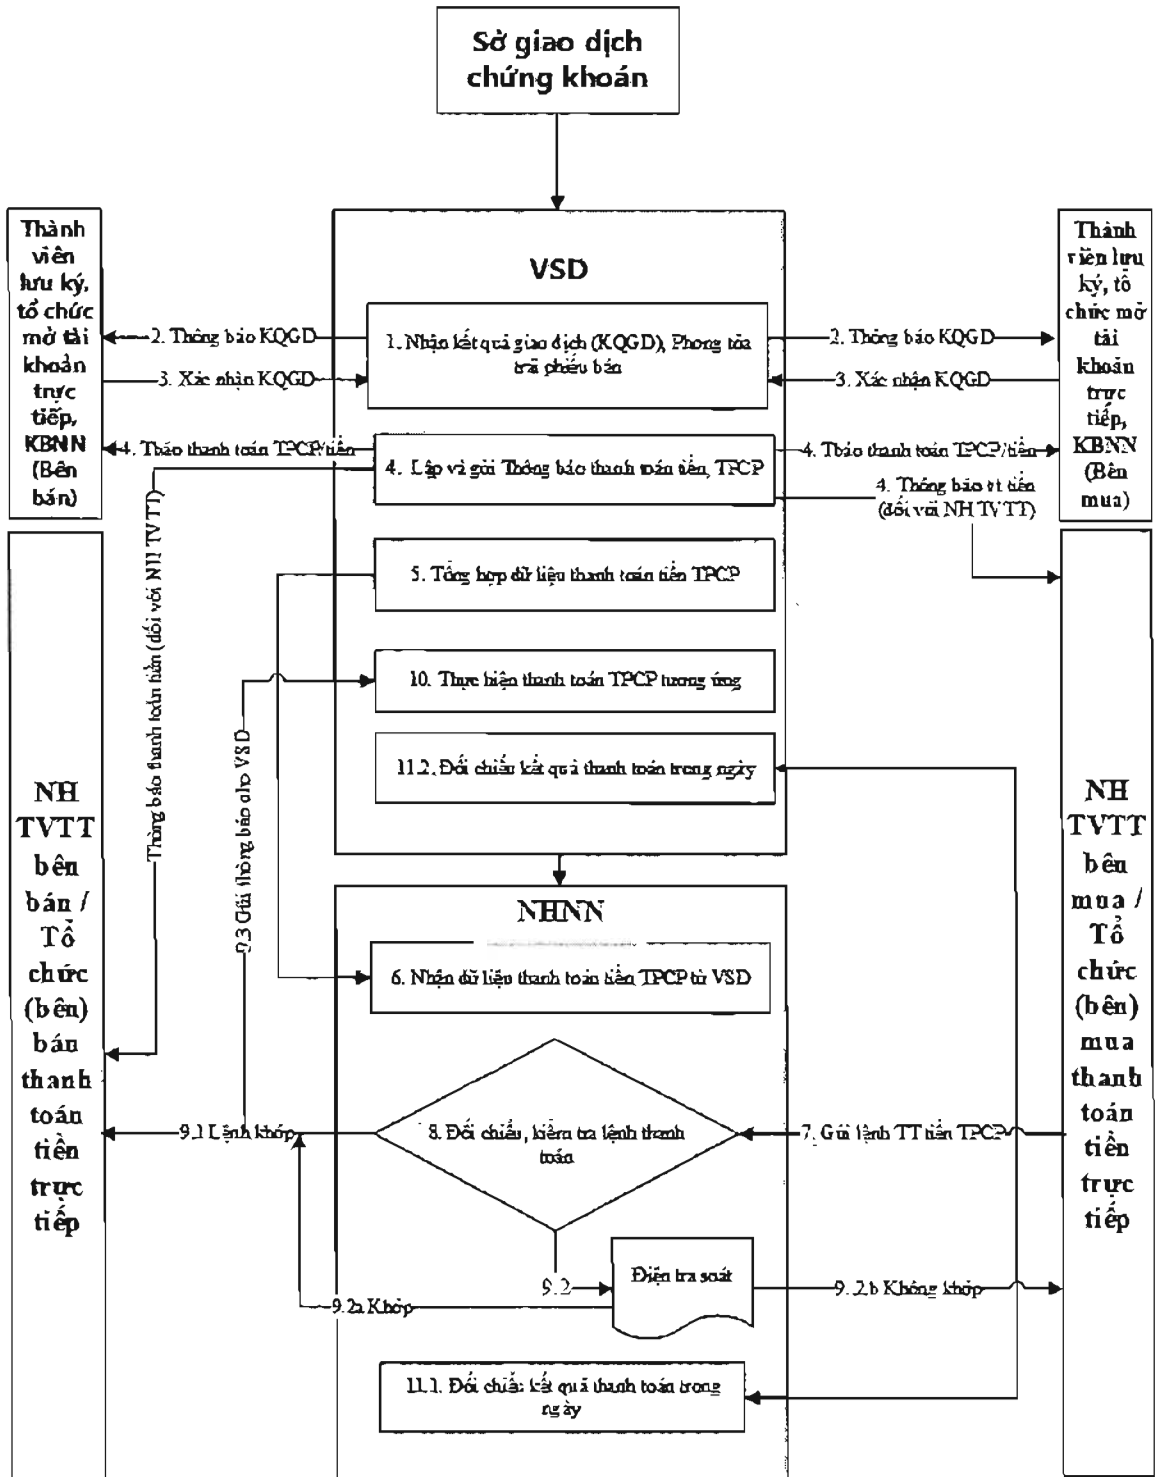 Sở giao dịch
chứng khoán
Thành
viên
lưu ký,
tổ chức
mở tài
khoản
trực
tiếp,
KBNN
(Bên
bán)
VSD
Thành
viên lưu
ký, tổ
chức mở
tài
khoản
trực
tiếp,
KBNN
(Bên
mua)
2. Thông báo KQGD
1. Nhận kết quả giao dịch (KQGD), Phong tỏa
trái phiếu bán
2. Thông báo KQGD
3. Xác nhận KQGD
3. Xác nhận KQGD
4. Tbáo thanh toán TPCP/tiền
4. Lập và gửi Thông báo thanh toán tiền, TPCP
4. Tbáo thanh toán TPCP/tiền
4. Thông báo tt tiền
(đối với NH TVTT)
Thông báo thanh toán tiền (đối với NH TVTT)
5. Tổng hợp dữ liệu thanh toán tiền TPCP
10. Thực hiện thanh toán TPCP tương ứng
11.2. Đối chiếu kết quả thanh toán trong ngày
9.3 Gửi thông báo cho VSD
NH
TVTT
bên
bán /
Tổ
chức
(bên)
bán
thanh
toán
tiền
trực
tiếp
NH
TVTT
bên
mua /
Tổ
chức
(bên)
mua
thanh
toán
tiền
trực
tiếp
NHNN
6. Nhận dữ liệu thanh toán tiền TPCP từ VSD
9.1 Lệnh khớp
8. Đối chiếu, kiểm tra lệnh thanh
toán
7. Gửi lệnh TT tiền TPCP
9.2
Điện tra soát
9.2a Khớp
9.2b Không khớp
11.1. Đối chiếu kết quả thanh toán trong
ngày